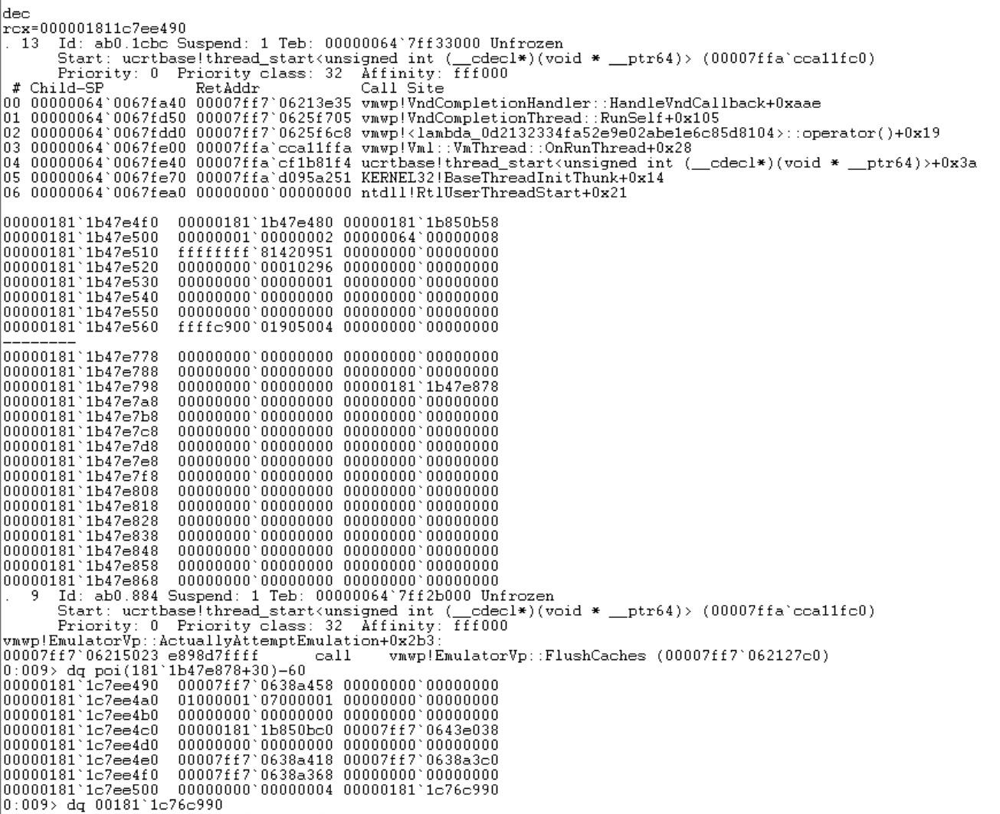 dec
rcx=000001811c7ee490
. 13 Id: ab0.1cbc Suspend: 1 Teb: 00000064`7ff33000 Unfrozen
Start: ucrtbase!thread_start<unsigned int (__cdecl*)(void * __ptr64)> (00007ffa`cca11fc0)
Priority: 0 Priority class: 32 Affinity: fff000
# Child-SP RetAddr Call Site
00 00000064`0067fa40 00007ff7`06213e35 vmwp!VndCompletionHandler::HandleVndCallback+0xaae
01 00000064`0067fd50 00007ff7`0625f705 vmwp!VndCompletionThread::RunSelf+0x105
02 00000064`0067fdd0 00007ff7`0625f6c8 vmwp!<lambda_0d2132334fa52e9e02abe1e6c85d8104>::operator()+0x19
03 00000064`0067fe00 00007ffa`cca11ffa vmwp!Vml::VmThread::OnRunThread+0x28
04 00000064`0067fe40 00007ffa`cf1b81f4 ucrtbase!thread_start<unsigned int (__cdecl*)(void * __ptr64)>+0x3a
05 00000064`0067fe70 00007ffa`d095a251 KERNEL32!BaseThreadInitThunk+0x14
06 00000064`0067fea0 00000000`00000000 ntdll!RtlUserThreadStart+0x21
00000181`1b47e4f0 00000181`1b47e480 00000181`1b850b58
00000181`1b47e500 00000001`00000002 00000064`00000008
00000181`1b47e510 ffffffff`81420951 00000000`00000000
00000181`1b47e520 00000000`00010296 00000000`00000000
00000181`1b47e530 00000000`00000001 00000000`00000000
00000181`1b47e540 00000000`00000000 00000000`00000000
00000181`1b47e550 00000000`00000000 00000000`00000000
00000181`1b47e560 ffffc900`01905004 00000000`00000000
--------
00000181`1b47e778 00000000`00000000 00000000`00000000
00000181`1b47e788 00000000`00000000 00000000`00000000
00000181`1b47e798 00000000`00000000 00000181`1b47e878
00000181`1b47e7a8 00000000`00000000 00000000`00000000
00000181`1b47e7b8 00000000`00000000 00000000`00000000
00000181`1b47e7c8 00000000`00000000 00000000`00000000
00000181`1b47e7d8 00000000`00000000 00000000`00000000
00000181`1b47e7e8 00000000`00000000 00000000`00000000
00000181`1b47e7f8 00000000`00000000 00000000`00000000
00000181`1b47e808 00000000`00000000 00000000`00000000
00000181`1b47e818 00000000`00000000 00000000`00000000
00000181`1b47e828 00000000`00000000 00000000`00000000
00000181`1b47e838 00000000`00000000 00000000`00000000
00000181`1b47e848 00000000`00000000 00000000`00000000
00000181`1b47e858 00000000`00000000 00000000`00000000
00000181`1b47e868 00000000`00000000 00000000`00000000
. 9 Id: ab0.884 Suspend: 1 Teb: 00000064`7ff2b000 Unfrozen
Start: ucrtbase!thread_start<unsigned int (__cdecl*)(void * __ptr64)> (00007ffa`cca11fc0)
Priority: 0 Priority class: 32 Affinity: fff000
vmwp!EmulatorVp::ActuallyAttemptEmulation+0x2b3:
00007ff7`06215023 e898d7ffff call vmwp!EmulatorVp::FlushCaches (00007ff7`062127c0)
0:009> dq poi(181`1b47e878+30)-60
00000181`1c7ee490 00007ff7`0638a458 00000000`00000000
00000181`1c7ee4a0 01000001`07000001 00000000`00000000
00000181`1c7ee4b0 00000000`00000000 00000000`00000000
00000181`1c7ee4c0 00000181`1b850bc0 00007ff7`0643e038
00000181`1c7ee4d0 00000000`00000000 00000000`00000000
00000181`1c7ee4e0 00007ff7`0638a418 00007ff7`0638a3c0
00000181`1c7ee4f0 00007ff7`0638a368 00000000`00000000
00000181`1c7ee500 00000000`00000004 00000181`1c76c990
0:009> dq 00181`1c76c990